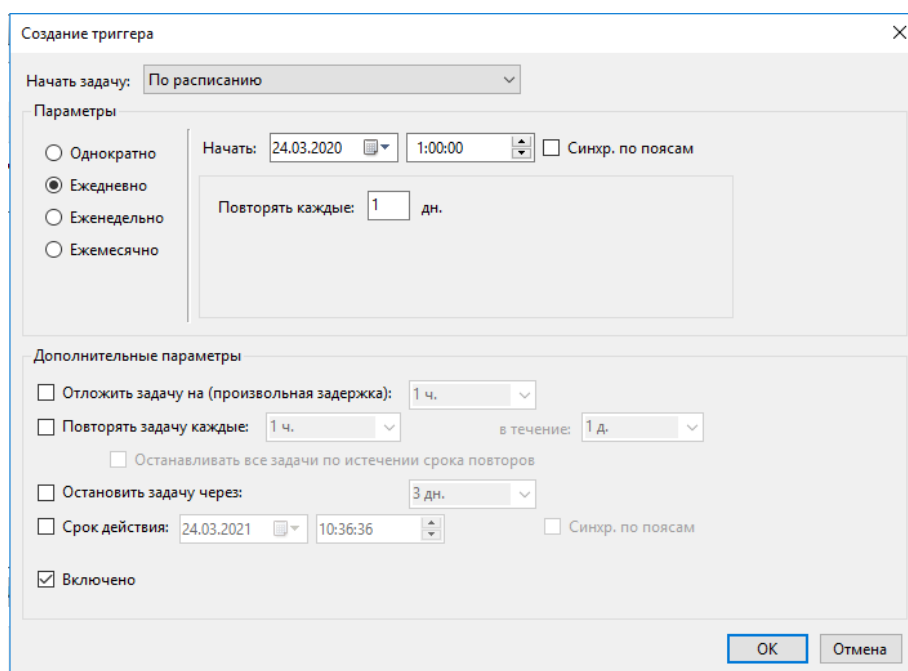 Создание триггера
Начать задачу: По расписанию
Параметры
Однократно
Ежедневно
Еженедельно
Ежемесячно
Начать: 24.03.2020 1:00:00 Синхр. по поясам
Повторять каждые: 1 дн.
Дополнительные параметры
Отложить задачу на (произвольная задержка): 1 ч.
Повторять задачу каждые: 1 ч. в течение: 1 д.
Останавливать все задачи по истечении срока повторов
Остановить задачу через: 3 дн.
Срок действия: 24.03.2021 10:36:36 Синхр. по поясам
Включено
OK Отмена